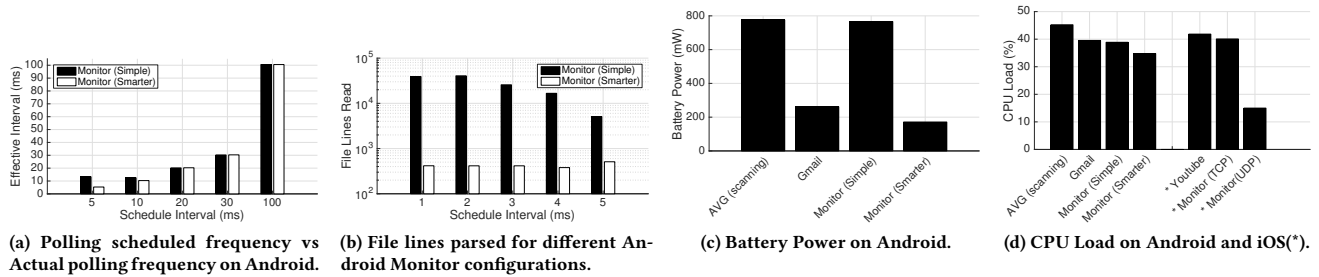 Effective Interval (ms)
100
90
80
70
60
50
40
30
20
10
0
Monitor (Simple)
Monitor (Smarter)
5 10 20 30 100
Schedule Interval (ms)
(a) Polling scheduled frequency vs
Actual polling frequency on Android.
File Lines Read
10^5
10^4
10^3
10^2
Monitor (Simple)
Monitor (Smarter)
1 2 3 4 5
Schedule Interval (ms)
(b) File lines parsed for different An-
droid Monitor configurations.
Battery Power (mW)
800
600
400
200
0
AVG (scanning)
Gmail
Monitor (Simple)
Monitor (Smarter)
(c) Battery Power on Android.
CPU Load (%)
50
40
30
20
10
0
AVG (scanning)
Gmail
Monitor (Simple)
Monitor (Smarter)
* Youtube
* Monitor (TCP)
* Monitor(UDP)
(d) CPU Load on Android and iOS(*).